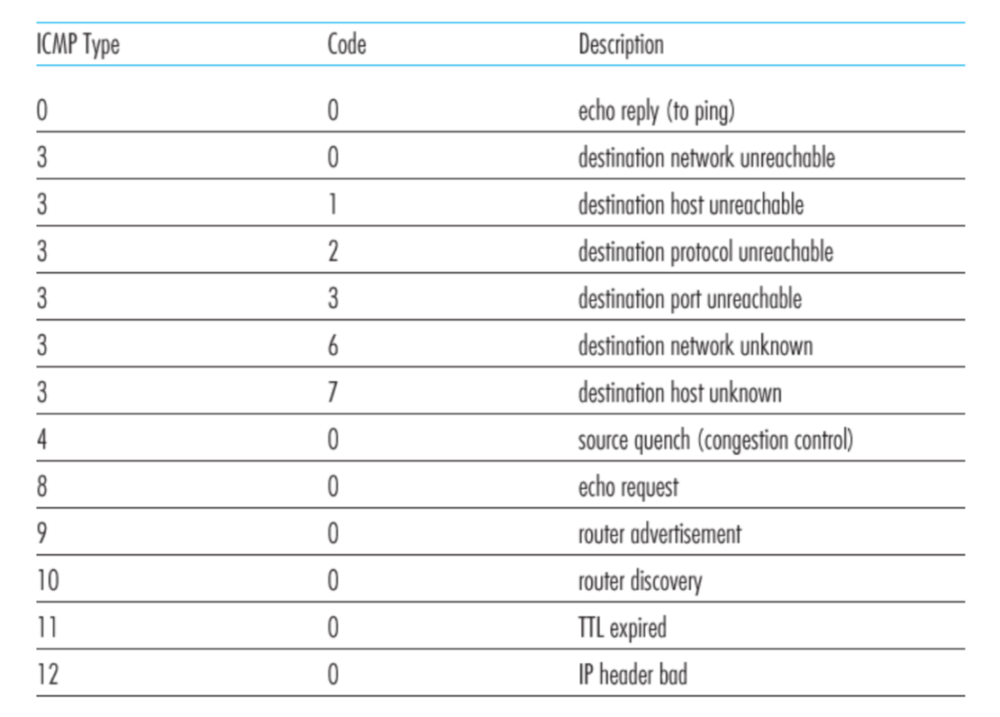 ICMP Type Code Description
0 0 echo reply (to ping)
3 0 destination network unreachable
3 1 destination host unreachable
3 2 destination protocol unreachable
3 3 destination port unreachable
3 6 destination network unknown
3 7 destination host unknown
4 0 source quench (congestion control)
8 0 echo request
9 0 router advertisement
10 0 router discovery
11 0 TTL expired
12 0 IP header bad